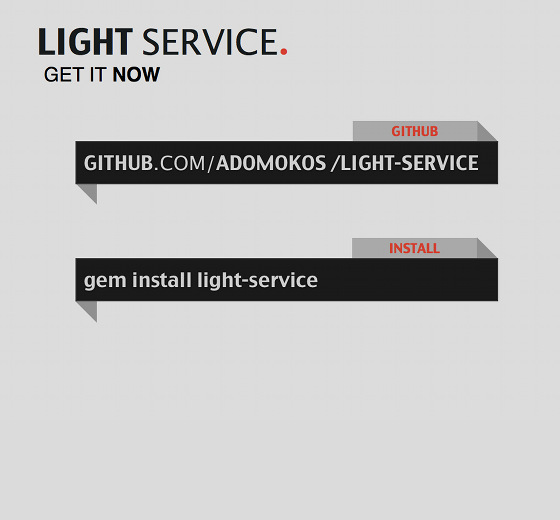 LIGHT SERVICE.
GET IT NOW
GITHUB
GITHUB.COM/ADOMOKOS /LIGHT-SERVICE
INSTALL
gem install light-service